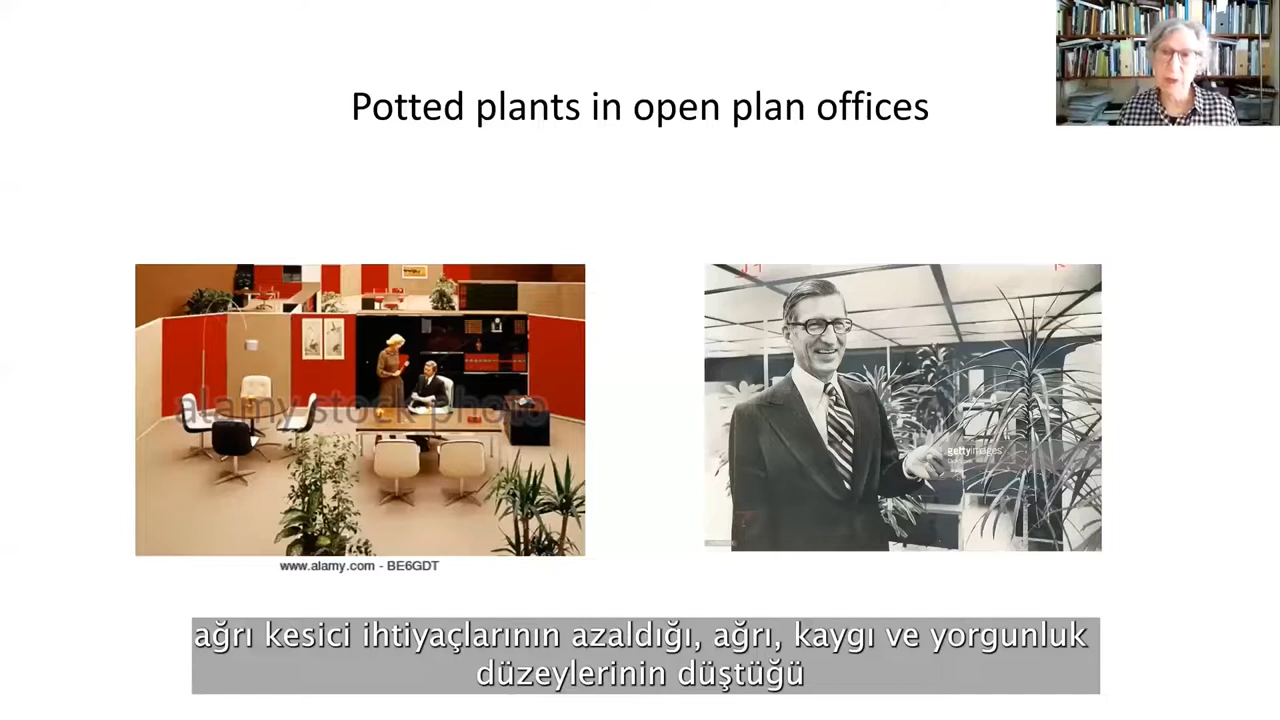 Potted plants in open plan offices
alamy stock photo
gettyimages
www.alamy.com - BE6GDT
ağrı kesici ihtiyaçlarının azaldığı, ağrı, kaygı ve yorgunluk
düzeylerinin düştüğü